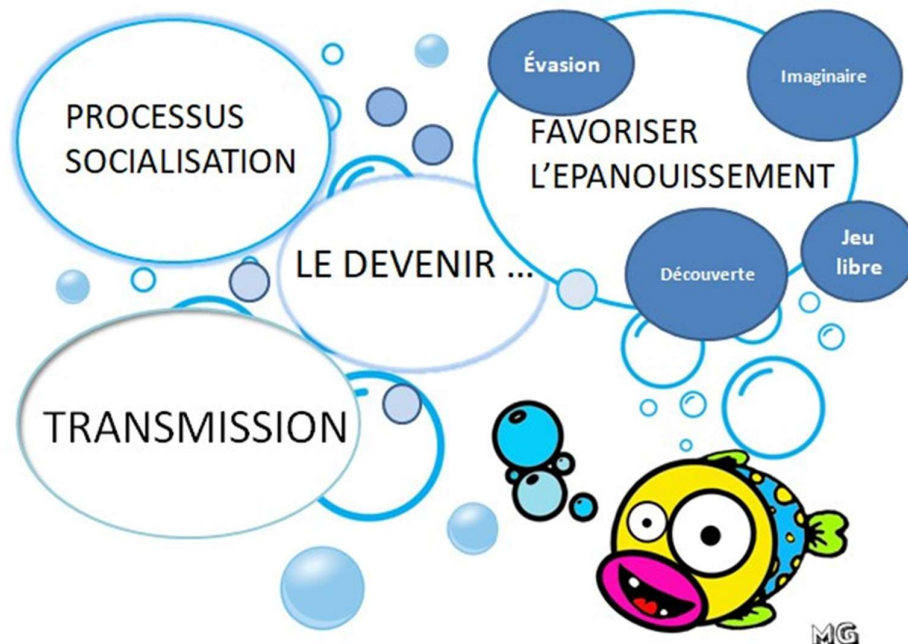 PROCESSUS
SOCIALISATION
Évasion
Imaginaire
FAVORISER
L’EPANOUISSEMENT
LE DEVENIR ...
Découverte
Jeu
libre
TRANSMISSION
MG